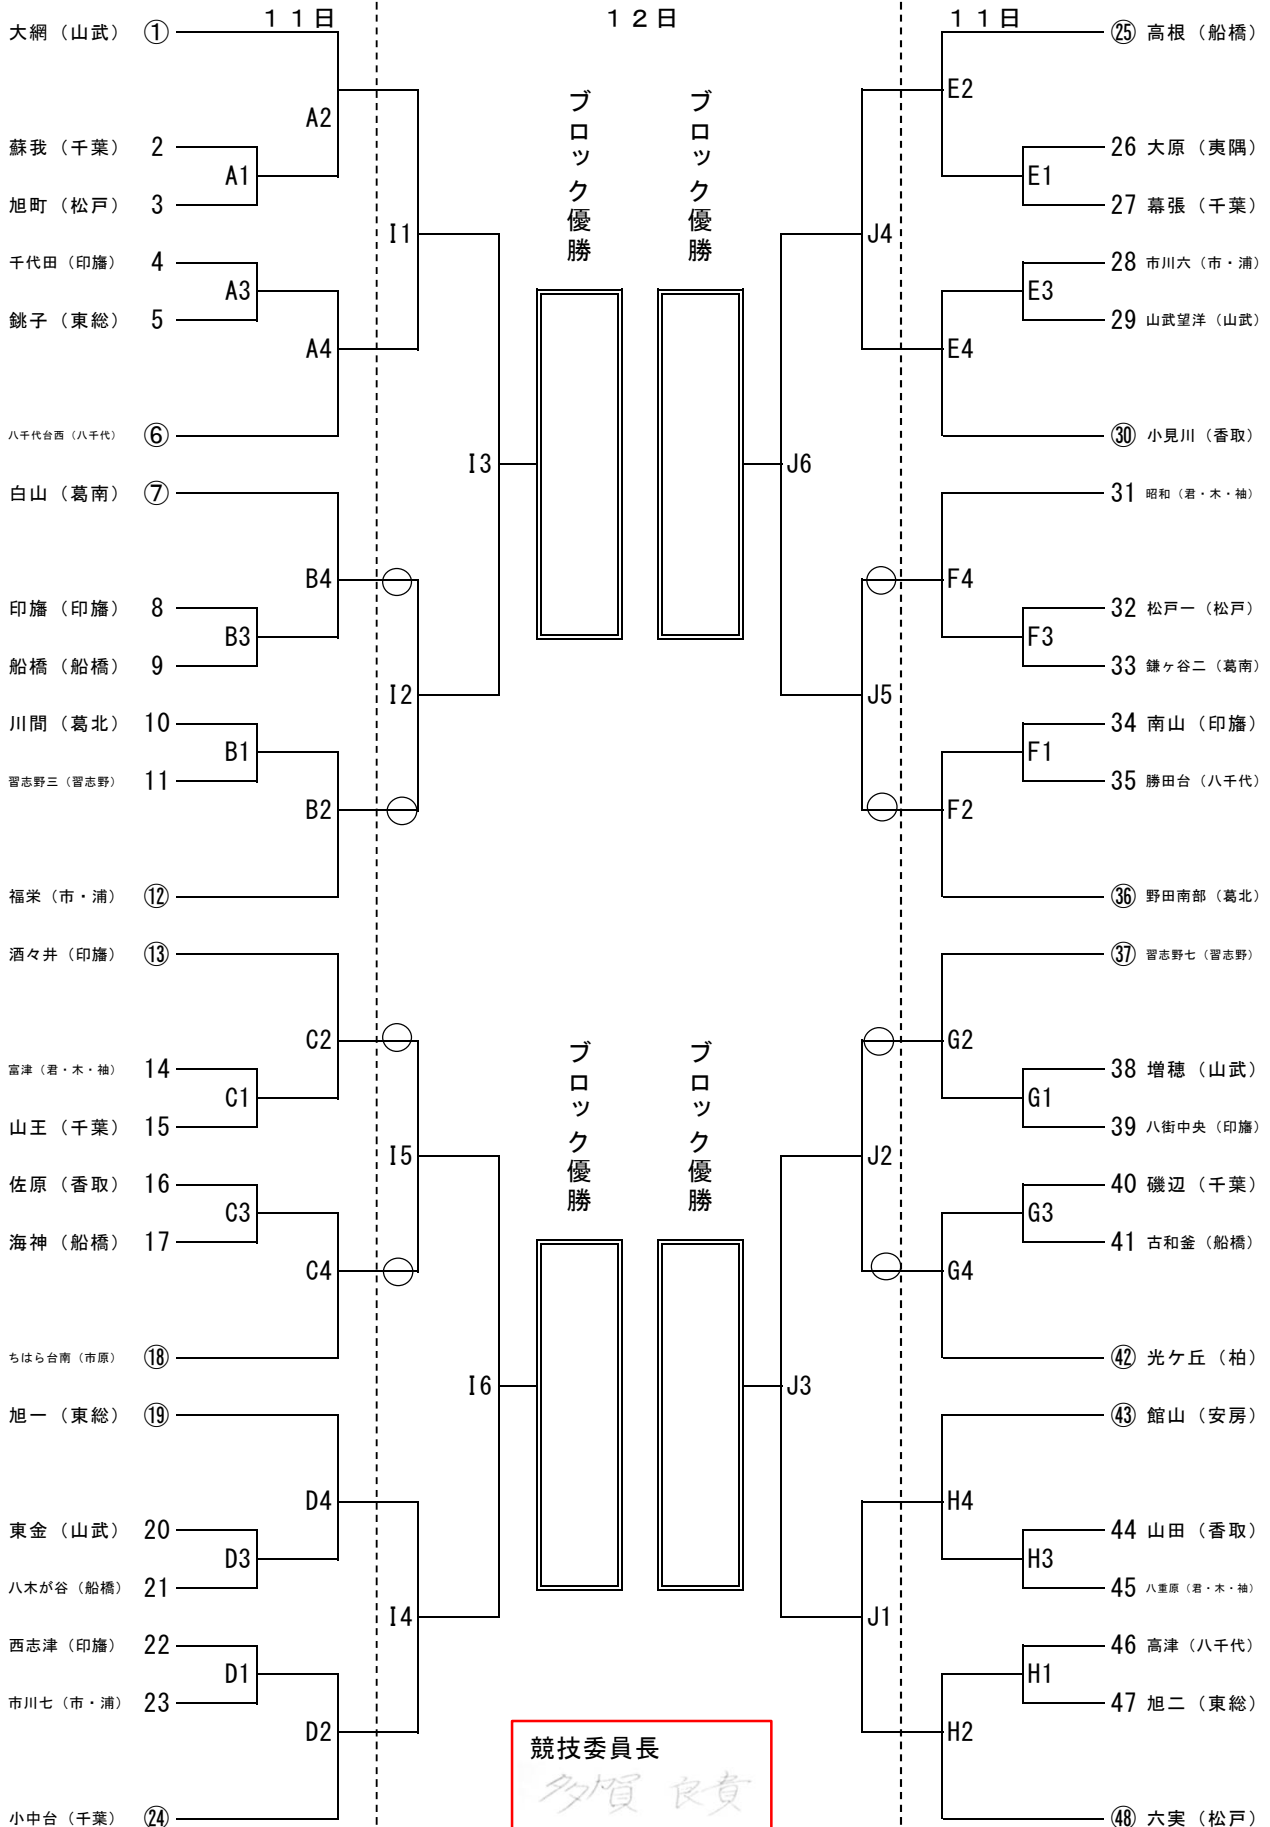 11日
12日
11日
大網（山武） ①
A2
蘇我（千葉） 2
A1
旭町（松戸） 3
I1
千代田（印旛） 4
A3
銚子（東総） 5
A4
八千代台西（八千代） ⑥
I3
白山（葛南） ⑦
B4
印旛（印旛） 8
B3
船橋（船橋） 9
I2
川間（葛北） 10
B1
習志野三（習志野） 11
B2
福栄（市・浦） ⑫
酒々井（印旛） ⑬
C2
富津（君・木・袖） 14
C1
山王（千葉） 15
I5
佐原（香取） 16
C3
海神（船橋） 17
C4
ちはら台南（市原） ⑱
I6
旭一（東総） ⑲
D4
東金（山武） 20
D3
八木が谷（船橋） 21
I4
西志津（印旛） 22
D1
市川七（市・浦） 23
D2
小中台（千葉） ㉔
ブロック優勝
ブロック優勝
ブロック優勝
ブロック優勝
㉕ 高根（船橋）
E2
26 大原（夷隅）
E1
27 幕張（千葉）
J4
28 市川六（市・浦）
E3
29 山武望洋（山武）
E4
㉚ 小見川（香取）
J6
31 昭和（君・木・袖）
F4
32 松戸一（松戸）
F3
33 鎌ヶ谷二（葛南）
J5
34 南山（印旛）
F1
35 勝田台（八千代）
F2
㊱ 野田南部（葛北）
㊲ 習志野七（習志野）
G2
38 増穂（山武）
G1
39 八街中央（印旛）
J2
40 磯辺（千葉）
G3
41 古和釜（船橋）
G4
㊷ 光ケ丘（柏）
J3
㊸ 館山（安房）
H4
44 山田（香取）
H3
45 八重原（君・木・袖）
J1
46 高津（八千代）
H1
47 旭二（東総）
H2
㊽ 六実（松戸）
競技委員長
多賀 良貴